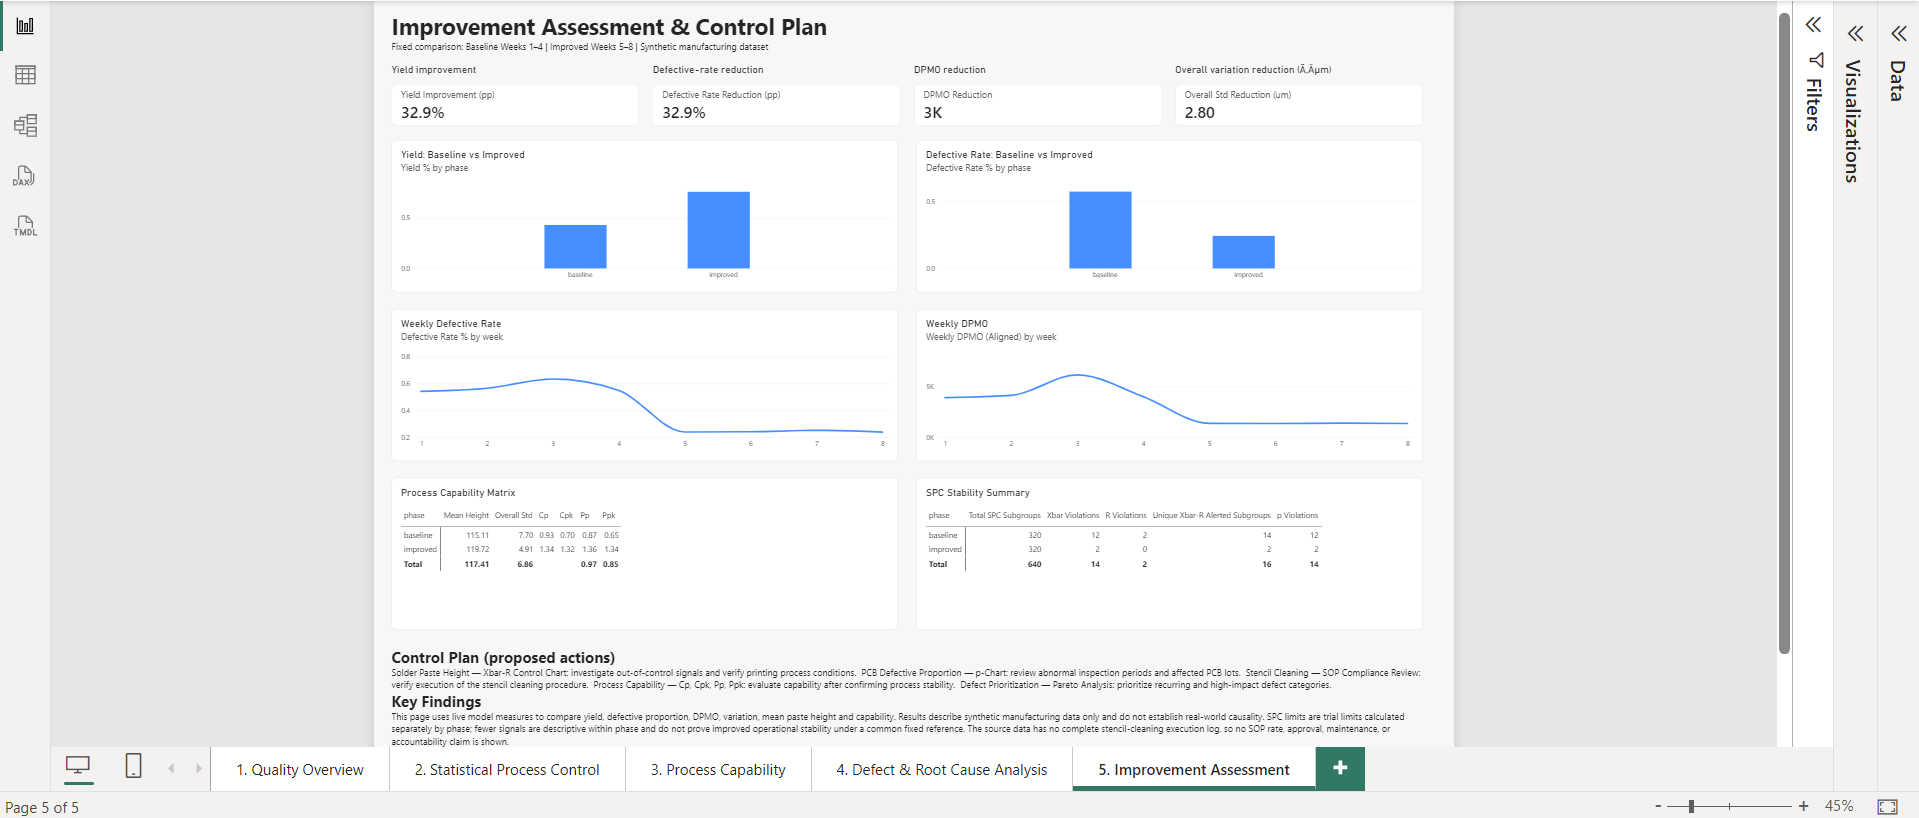 Improvement Assessment & Control Plan
Fixed comparison: Baseline Weeks 1–4 | Improved Weeks 5–8 | Synthetic manufacturing dataset
Yield improvement
Defective-rate reduction
DPMO reduction
Overall variation reduction (Ã‚Âµm)
Yield Improvement (pp)
32.9%
Defective Rate Reduction (pp)
32.9%
DPMO Reduction
3K
Overall Std Reduction (um)
2.80
Yield: Baseline vs Improved
Yield % by phase
0.5
0.0
baseline
improved
Defective Rate: Baseline vs Improved
Defective Rate % by phase
0.5
0.0
baseline
improved
Weekly Defective Rate
Defective Rate % by week
0.8
0.6
0.4
0.2
1 2 3 4 5 6 7 8
Weekly DPMO
Weekly DPMO (Aligned) by week
5K
0K
1 2 3 4 5 6 7 8
Process Capability Matrix
phase Mean Height Overall Std Cp Cpk Pp Ppk
baseline 115.11 7.70 0.93 0.70 0.87 0.65
improved 119.72 4.91 1.34 1.32 1.36 1.34
Total 117.41 6.86 0.97 0.85
SPC Stability Summary
phase Total SPC Subgroups Xbar Violations R Violations Unique Xbar-R Alerted Subgroups p Violations
baseline 320 12 2 14 12
improved 320 2 0 2 2
Total 640 14 2 16 14
Control Plan (proposed actions)
Solder Paste Height — Xbar-R Control Chart: investigate out-of-control signals and verify printing process conditions. PCB Defective Proportion — p-Chart: review abnormal inspection periods and affected PCB lots. Stencil Cleaning — SOP Compliance Review:
verify execution of the stencil cleaning procedure. Process Capability — Cp, Cpk, Pp, Ppk: evaluate capability after confirming process stability. Defect Prioritization — Pareto Analysis: prioritize recurring and high-impact defect categories.
Key Findings
This page uses live model measures to compare yield, defective proportion, DPMO, variation, mean paste height and capability. Results describe synthetic manufacturing data only and do not establish real-world causality. SPC limits are trial limits calculated
separately by phase; fewer signals are descriptive within phase and do not prove improved operational stability under a common fixed reference. The source data has no complete stencil-cleaning execution log, so no SOP rate, approval, maintenance, or
accountability claim is shown.
Filters
Visualizations
Data
DAX
TMDL
1. Quality Overview
2. Statistical Process Control
3. Process Capability
4. Defect & Root Cause Analysis
5. Improvement Assessment
+
Page 5 of 5
- + 45%